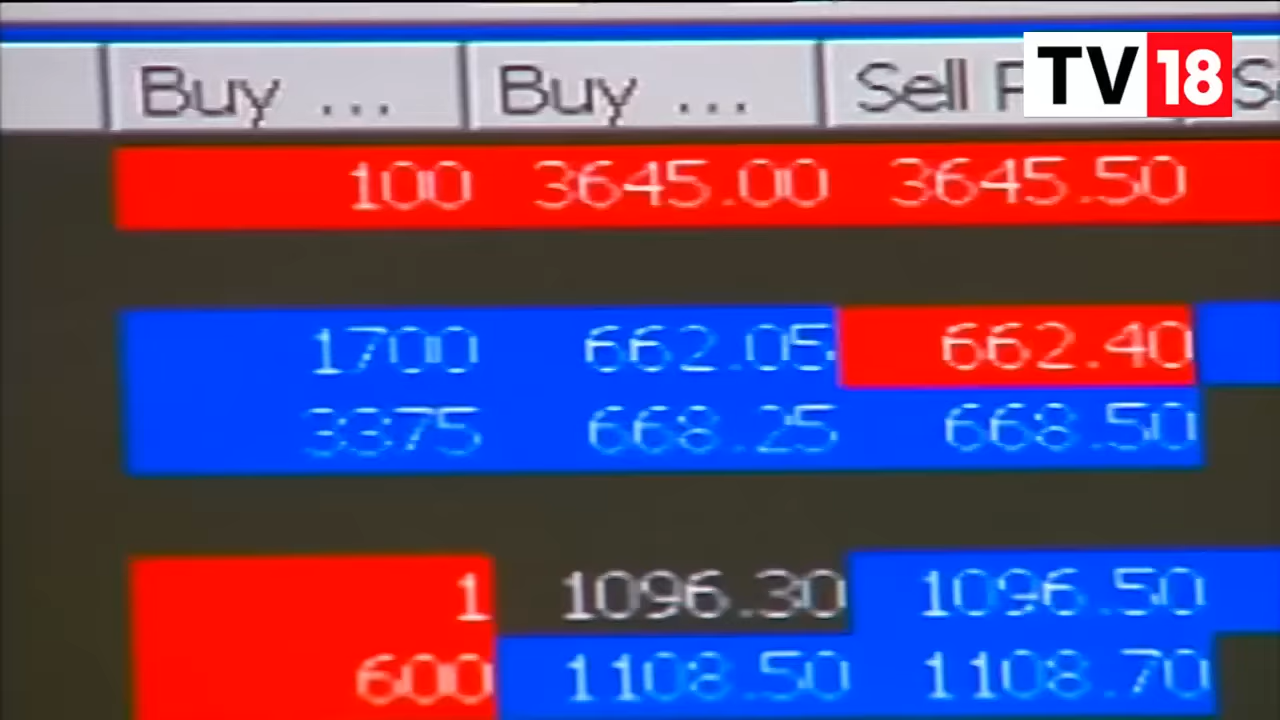 Buy ... Buy ... Sell P
TV18
100 3645.00 3645.50
1700 662.05 662.40
3375 668.25 668.50
1 1096.30 1096.50
600 1108.50 1108.70